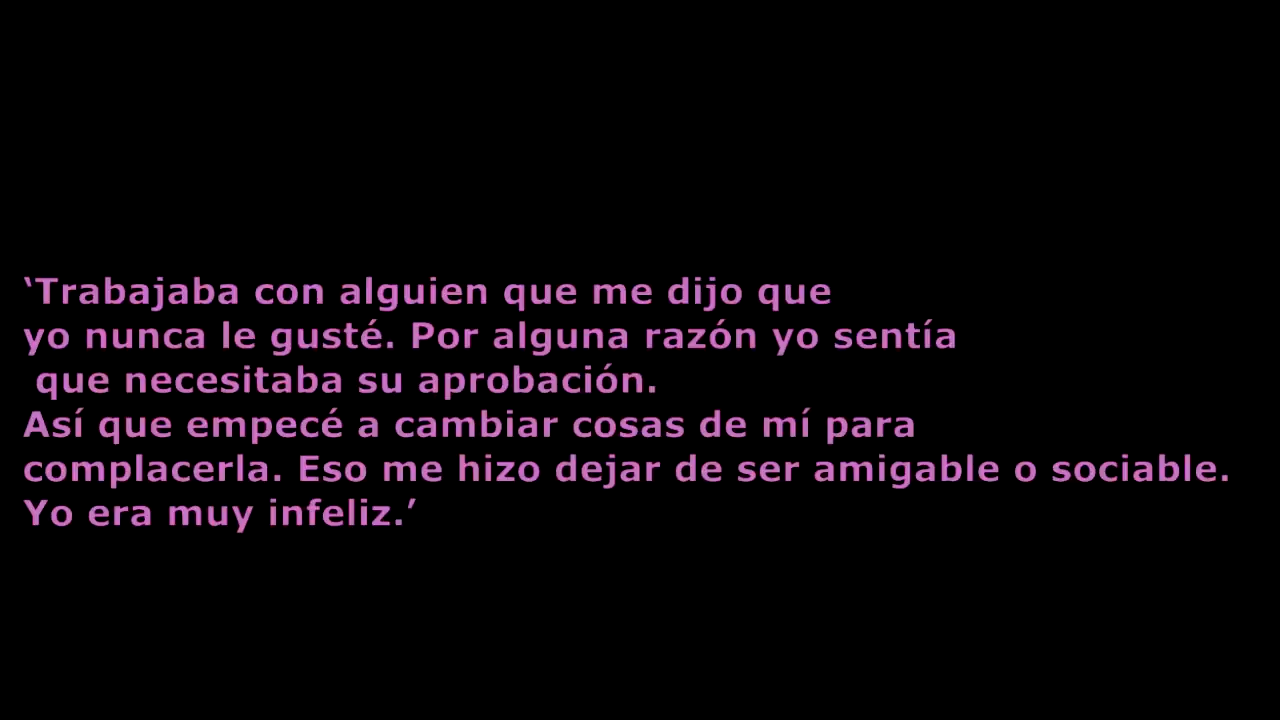 ‘Trabajaba con alguien que me dijo que
yo nunca le gusté. Por alguna razón yo sentía
que necesitaba su aprobación.
Así que empecé a cambiar cosas de mí para
complacerla. Eso me hizo dejar de ser amigable o sociable.
Yo era muy infeliz.’